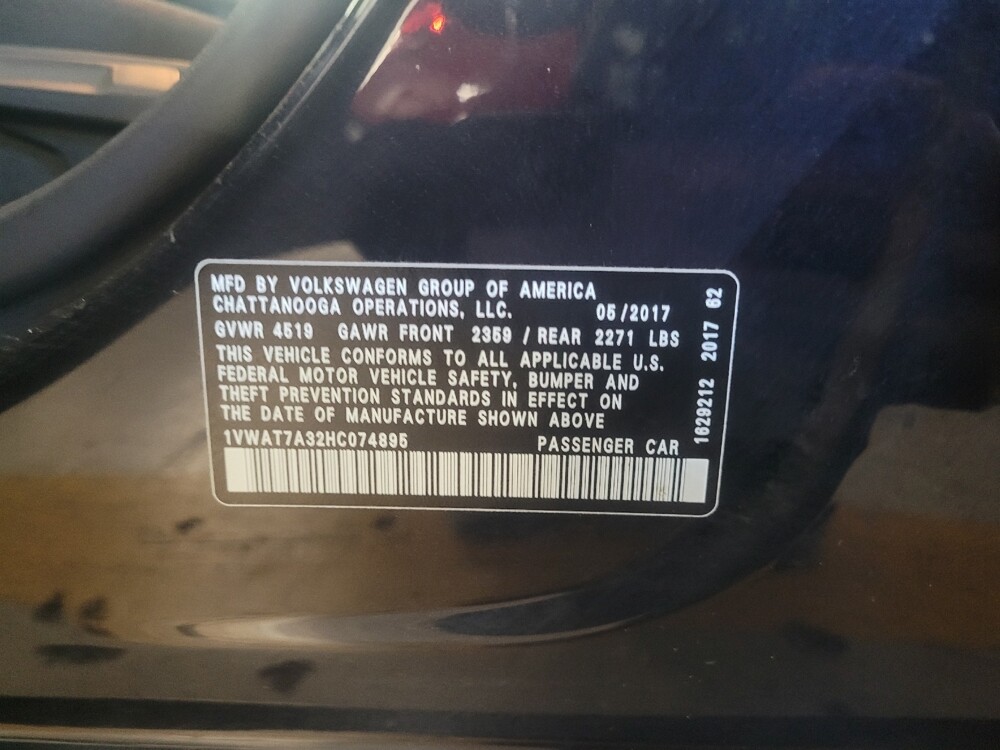 MFD BY VOLKSWAGEN GROUP OF AMERICA
CHATTANOOGA OPERATIONS, LLC. 05/2017
GVWR 4519 GAWR FRONT 2359 / REAR 2271 LBS
THIS VEHICLE CONFORMS TO ALL APPLICABLE U.S.
FEDERAL MOTOR VEHICLE SAFETY, BUMPER AND
THEFT PREVENTION STANDARDS IN EFFECT ON
THE DATE OF MANUFACTURE SHOWN ABOVE
1VWAT7A32HC074895 PASSENGER CAR
1629212 2017 62